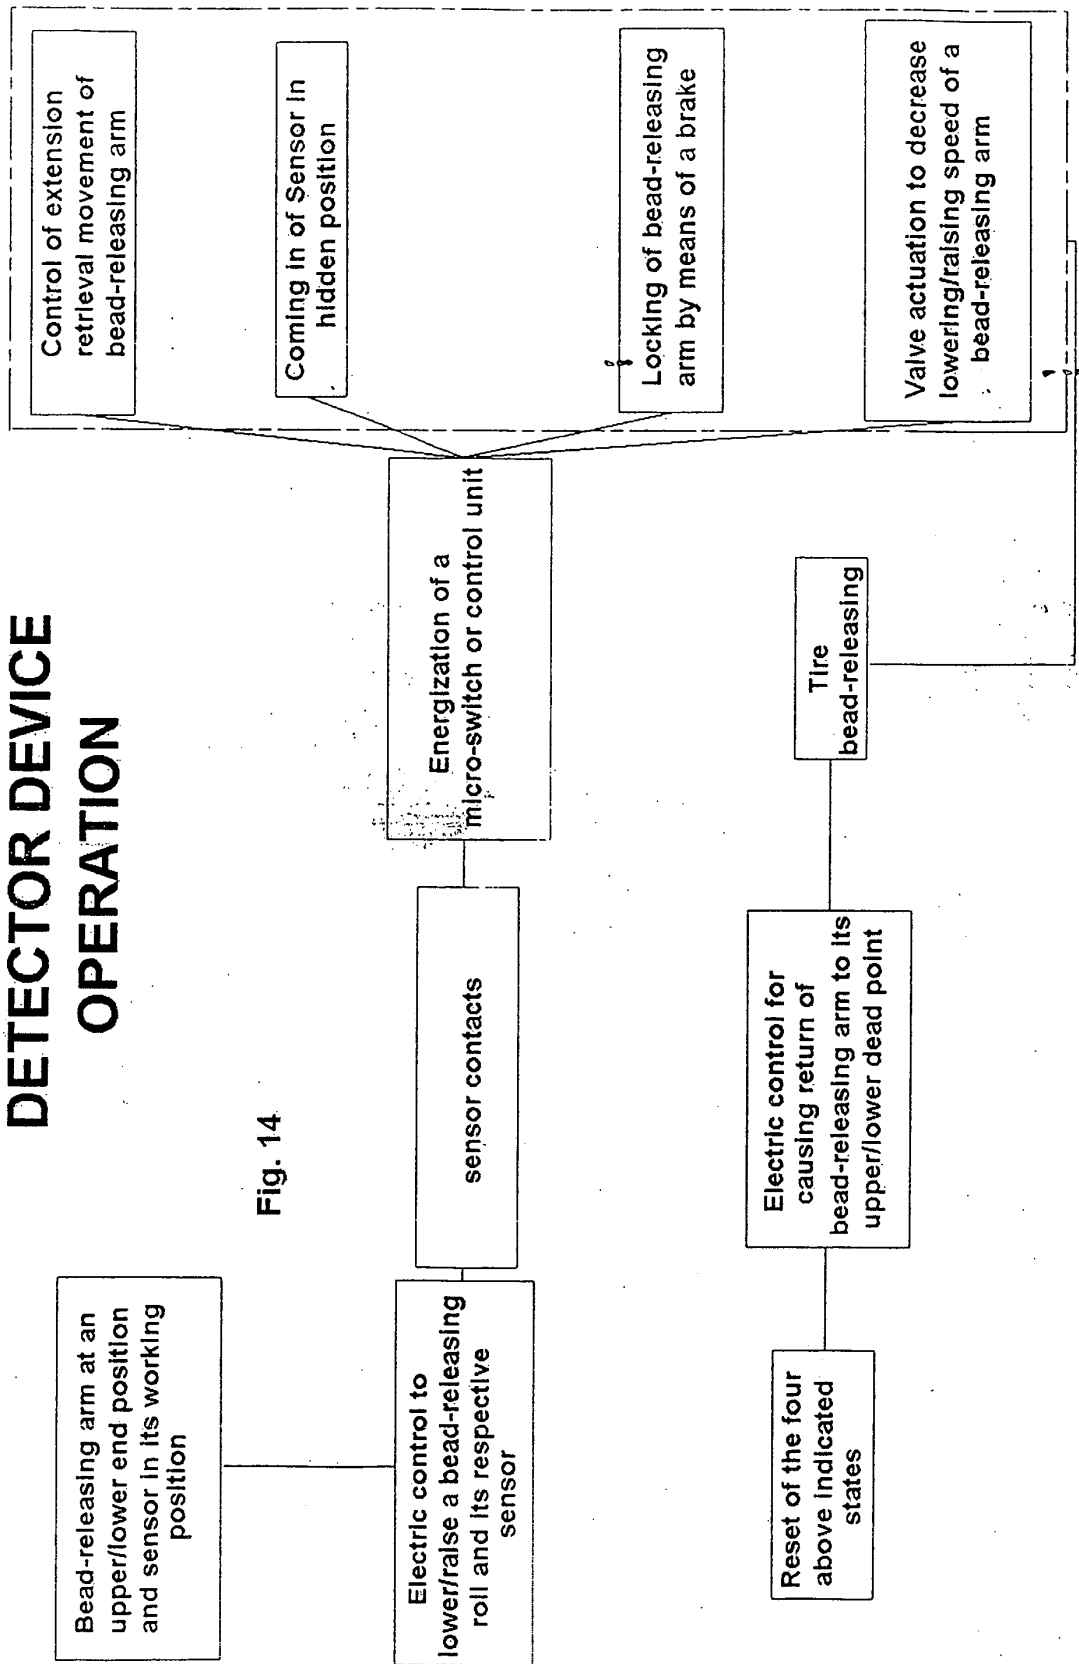 DETECTOR DEVICE
OPERATION
Fig. 14
Bead-releasing arm at an
upper/lower end position
and sensor in its working
position
Electric control to
lower/raise a bead-releasing
roll and its respective
sensor
sensor contacts
Energization of a
micro-switch or control unit
Control of extension
retrieval movement of
bead-releasing arm
Coming in of Sensor in
hidden position
Locking of bead-releasing
arm by means of a brake
Valve actuation to decrease
lowering/raising speed of a
bead-releasing arm
Tire
bead-releasing
Electric control for
causing return of
bead-releasing arm to its
upper/lower dead point
Reset of the four
above indicated
states